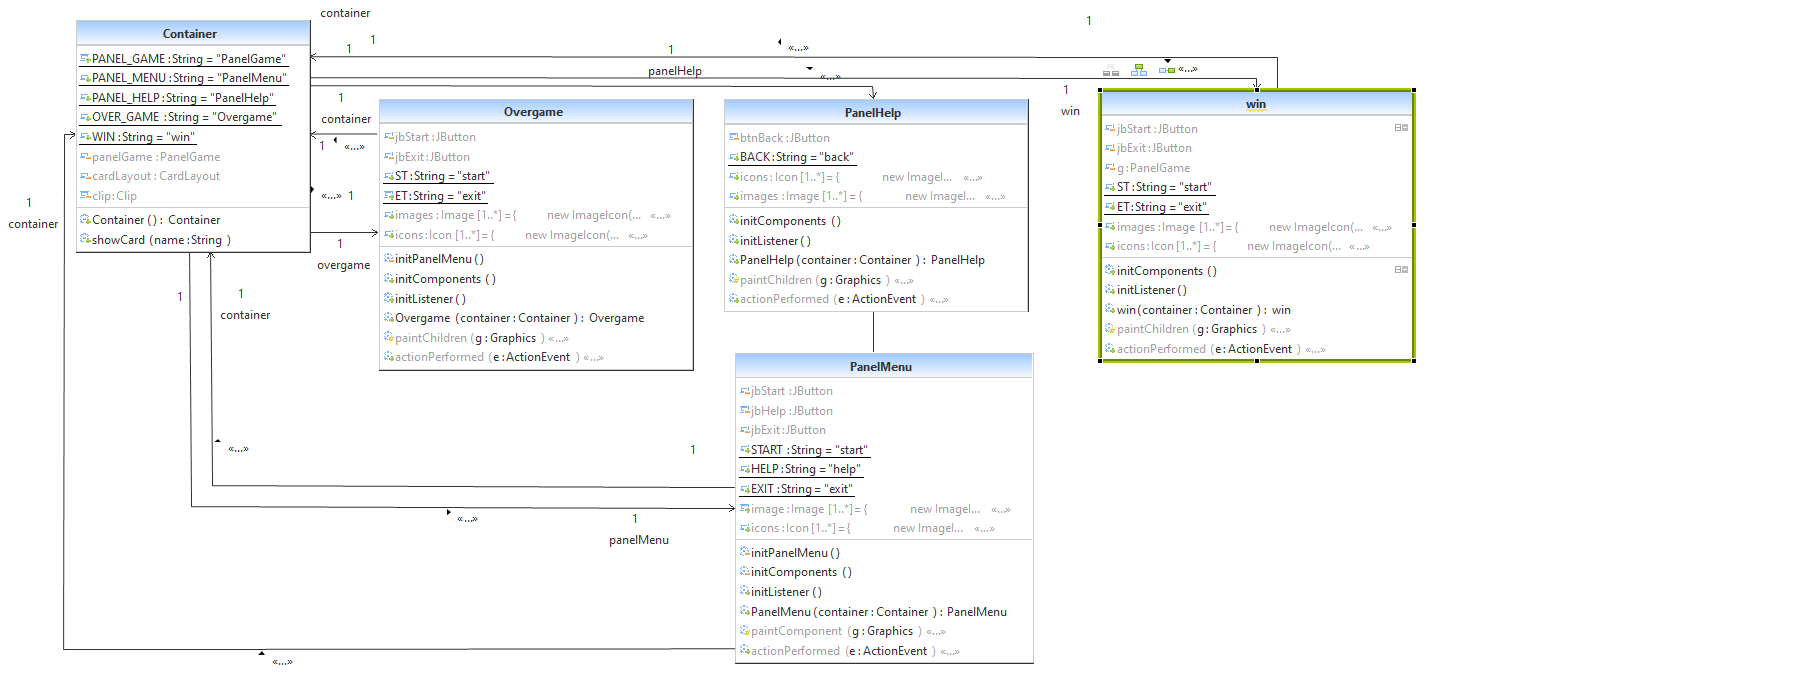 container
1
1
1
1
«...»
panelHelp
«...»
«...»
1
win
Container
PANEL_GAME : String = "PanelGame"
PANEL_MENU : String = "PanelMenu"
PANEL_HELP : String = "PanelHelp"
OVER_GAME : String = "Overgame"
WIN : String = "win"
panelGame : PanelGame
cardLayout : CardLayout
clip : Clip
Container ( ) : Container
showCard ( name : String )
1
container
1
«...»
«...» 1
1
overgame
Overgame
jbStart : JButton
jbExit : JButton
ST : String = "start"
ET : String = "exit"
images : Image [1..*] = { new ImageIcon(... «...»
icons : Icon [1..*] = { new ImageIcon(... «...»
initPanelMenu ( )
initComponents ( )
initListener ( )
Overgame ( container : Container ) : Overgame
paintChildren ( g : Graphics ) «...»
actionPerformed ( e : ActionEvent ) «...»
PanelHelp
btnBack : JButton
BACK : String = "back"
icons : Icon [1..*] = { new ImageI... «...»
images : Image [1..*] = { new ImageI... «...»
initComponents ( )
initListener ( )
PanelHelp ( container : Container ) : PanelHelp
paintChildren ( g : Graphics ) «...»
actionPerformed ( e : ActionEvent ) «...»
win
jbStart : JButton
jbExit : JButton
g : PanelGame
ST : String = "start"
ET : String = "exit"
images : Image [1..*] = { new ImageIcon(... «...»
icons : Icon [1..*] = { new ImageIcon(... «...»
initComponents ( )
initListener ( )
win ( container : Container ) : win
paintChildren ( g : Graphics ) «...»
actionPerformed ( e : ActionEvent ) «...»
1
container
1
1
container
«...»
1
«...»
1
panelMenu
«...»
PanelMenu
jbStart : JButton
jbHelp : JButton
jbExit : JButton
START : String = "start"
HELP : String = "help"
EXIT : String = "exit"
image : Image [1..*] = { new ImageI... «...»
icons : Icon [1..*] = { new ImageI... «...»
initPanelMenu ( )
initComponents ( )
initListener ( )
PanelMenu ( container : Container ) : PanelMenu
paintComponent ( g : Graphics ) «...»
actionPerformed ( e : ActionEvent ) «...»